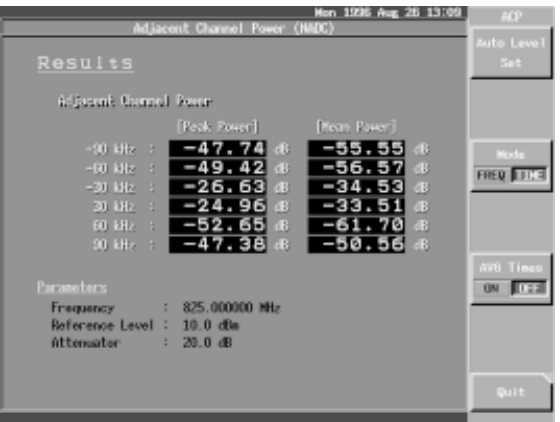 Mon 1996 Aug 26 13:09
Adjacent Channel Power (NADC)
Results
Adjacent Channel Power
[Peak Power] [Mean Power]
-90 kHz : -47.74 dB -55.55 dB
-60 kHz : -49.42 dB -56.57 dB
-30 kHz : -26.63 dB -34.53 dB
30 kHz : -24.96 dB -33.51 dB
60 kHz : -52.65 dB -61.70 dB
90 kHz : -47.38 dB -50.56 dB
Parameters
Frequency : 825.000000 MHz
Reference Level : 10.0 dBm
Attenuator : 20.0 dB
ACP
Auto Level
Set
Mode
FREQ TIME
AVG Times
ON OFF
Quit